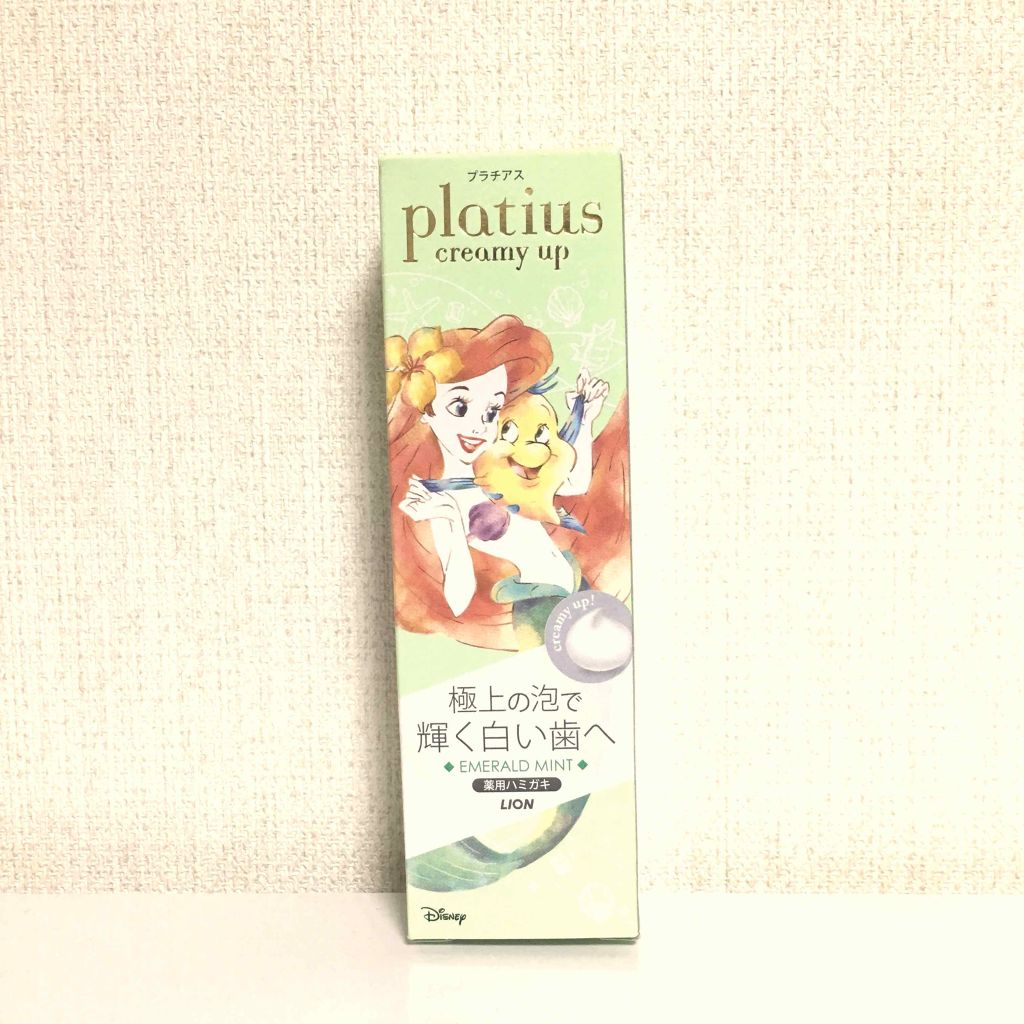 プラチアス
platius
creamy up
creamy up!
極上の泡で
輝く白い歯へ
◆ EMERALD MINT ◆
薬用ハミガキ
LION
Disney